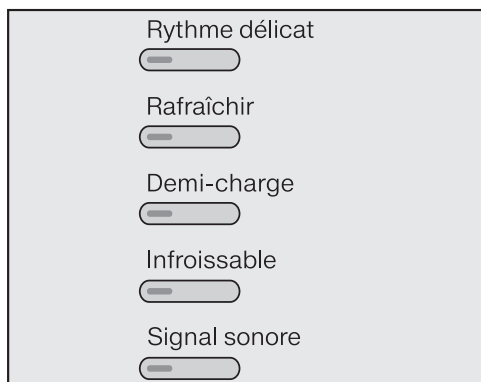 Rythme délicat
Rafraîchir
Demi-charge
Infroissable
Signal sonore